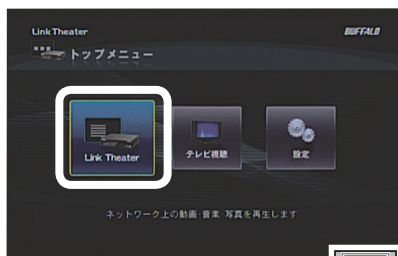 LinkTheater
BUFFALO
トップメニュー
Link Theater
テレビ視聴
設定
ネットワーク上の動画・音楽・写真を再生します